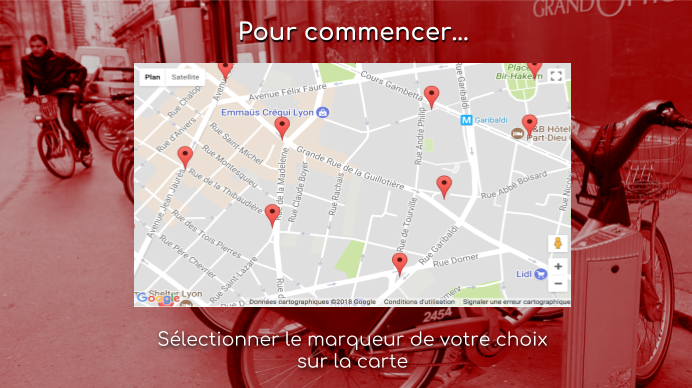 GRAND
Pour commencer...
Plan Satellite
Avenue Félix Faure
Cours Gambetta
Place
Bir-Hakeim
Rue Chalop
Emmaüs Créqui Lyon
Garibaldi
B&B Hôtel
Part-Dieu
Rue d'Anvers
Rue Saint-Michel
Rue André Philip
Rue Montesquieu
Grande Rue de la Guillotière
Rue de la Thibaudière
Rue de la Madeleine
Rue Claude Boyer
Rue Rachais
Rue Abbé Boisard
Avenue Jean Jaurès
Rue de Tourville
Rue Garibaldi
Rue des Trois Pierres
Rue Père Chevrier
Rue Saint-Lazare
Rue Domer
Lidl
Shelter Lyon
Google
Données cartographiques ©2018 Google Conditions d'utilisation Signaler une erreur cartographique
2454
Sélectionner le marqueur de votre choix
sur la carte